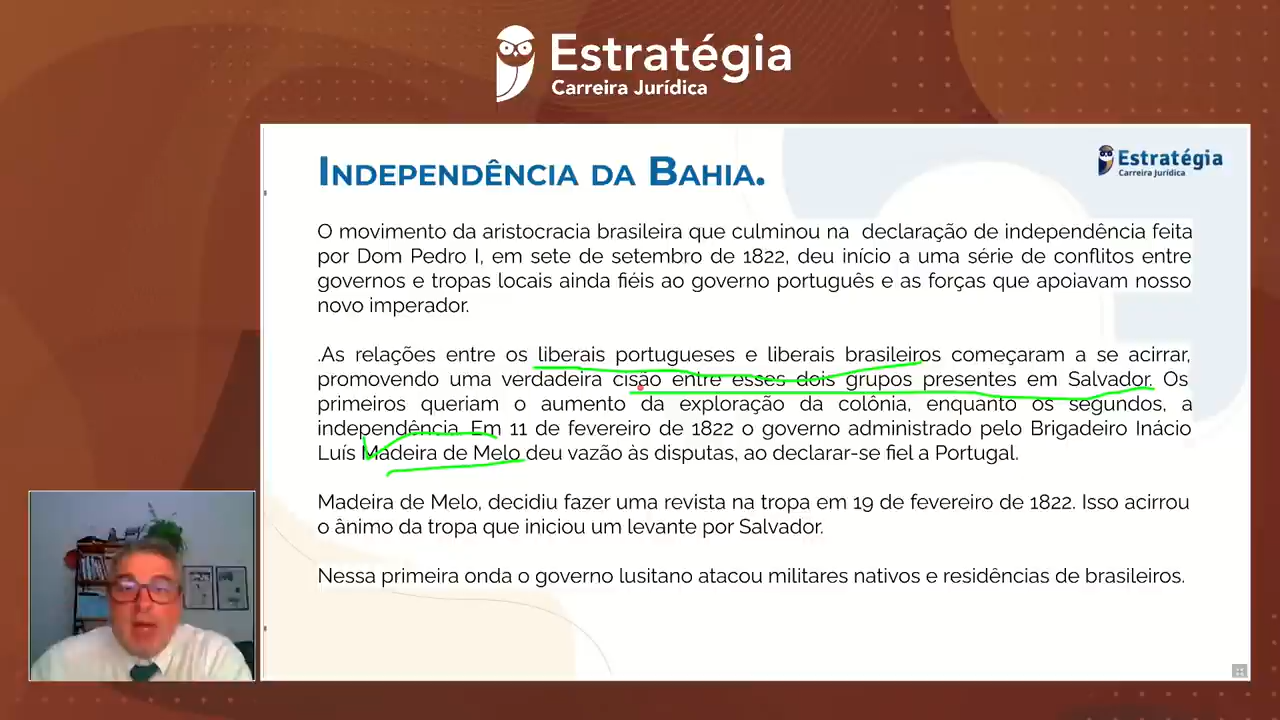 Estratégia
Carreira Jurídica
Estratégia
Carreira Jurídica
INDEPENDÊNCIA DA BAHIA.
O movimento da aristocracia brasileira que culminou na declaração de independência feita
por Dom Pedro I, em sete de setembro de 1822, deu início a uma série de conflitos entre
governos e tropas locais ainda fiéis ao governo português e as forças que apoiavam nosso
novo imperador.
.As relações entre os liberais portugueses e liberais brasileiros começaram a se acirrar,
promovendo uma verdadeira cisão entre esses dois grupos presentes em Salvador. Os
primeiros queriam o aumento da exploração da colônia, enquanto os segundos, a
independência. Em 11 de fevereiro de 1822 o governo administrado pelo Brigadeiro Inácio
Luís Madeira de Melo deu vazão às disputas, ao declarar-se fiel a Portugal.
Madeira de Melo, decidiu fazer uma revista na tropa em 19 de fevereiro de 1822. Isso acirrou
o ânimo da tropa que iniciou um levante por Salvador.
Nessa primeira onda o governo lusitano atacou militares nativos e residências de brasileiros.